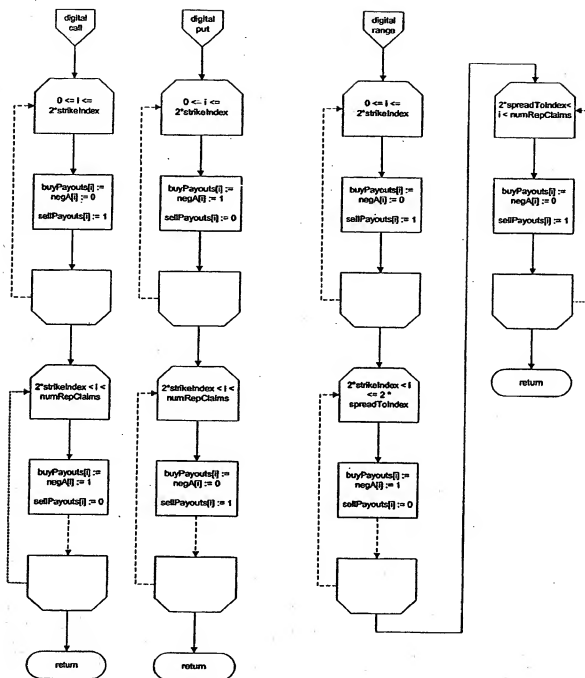 digital
call
0 <= i <=
2*strikeIndex
buyPayouts[i] :=
negA[i] := 0
sellPayouts[i] := 1
2*strikeIndex < i <
numRepClaims
buyPayouts[i] :=
negA[i] := 1
sellPayouts[i] := 0
return
digital
put
0 <= i <=
2*strikeIndex
buyPayouts[i] :=
negA[i] := 1
sellPayouts[i] := 0
2*strikeIndex < i <
numRepClaims
buyPayouts[i] :=
negA[i] := 0
sellPayouts[i] := 1
return
digital
range
0 <= i <=
2*strikeIndex
buyPayouts[i] :=
negA[i] := 0
sellPayouts[i] := 1
2*strikeIndex < i
<= 2 *
spreadToIndex
buyPayouts[i] :=
negA[i] := 1
sellPayouts[i] := 0
2*spreadToIndex<
i < numRepClaims
buyPayouts[i] :=
negA[i] := 0
sellPayouts[i] := 1
return